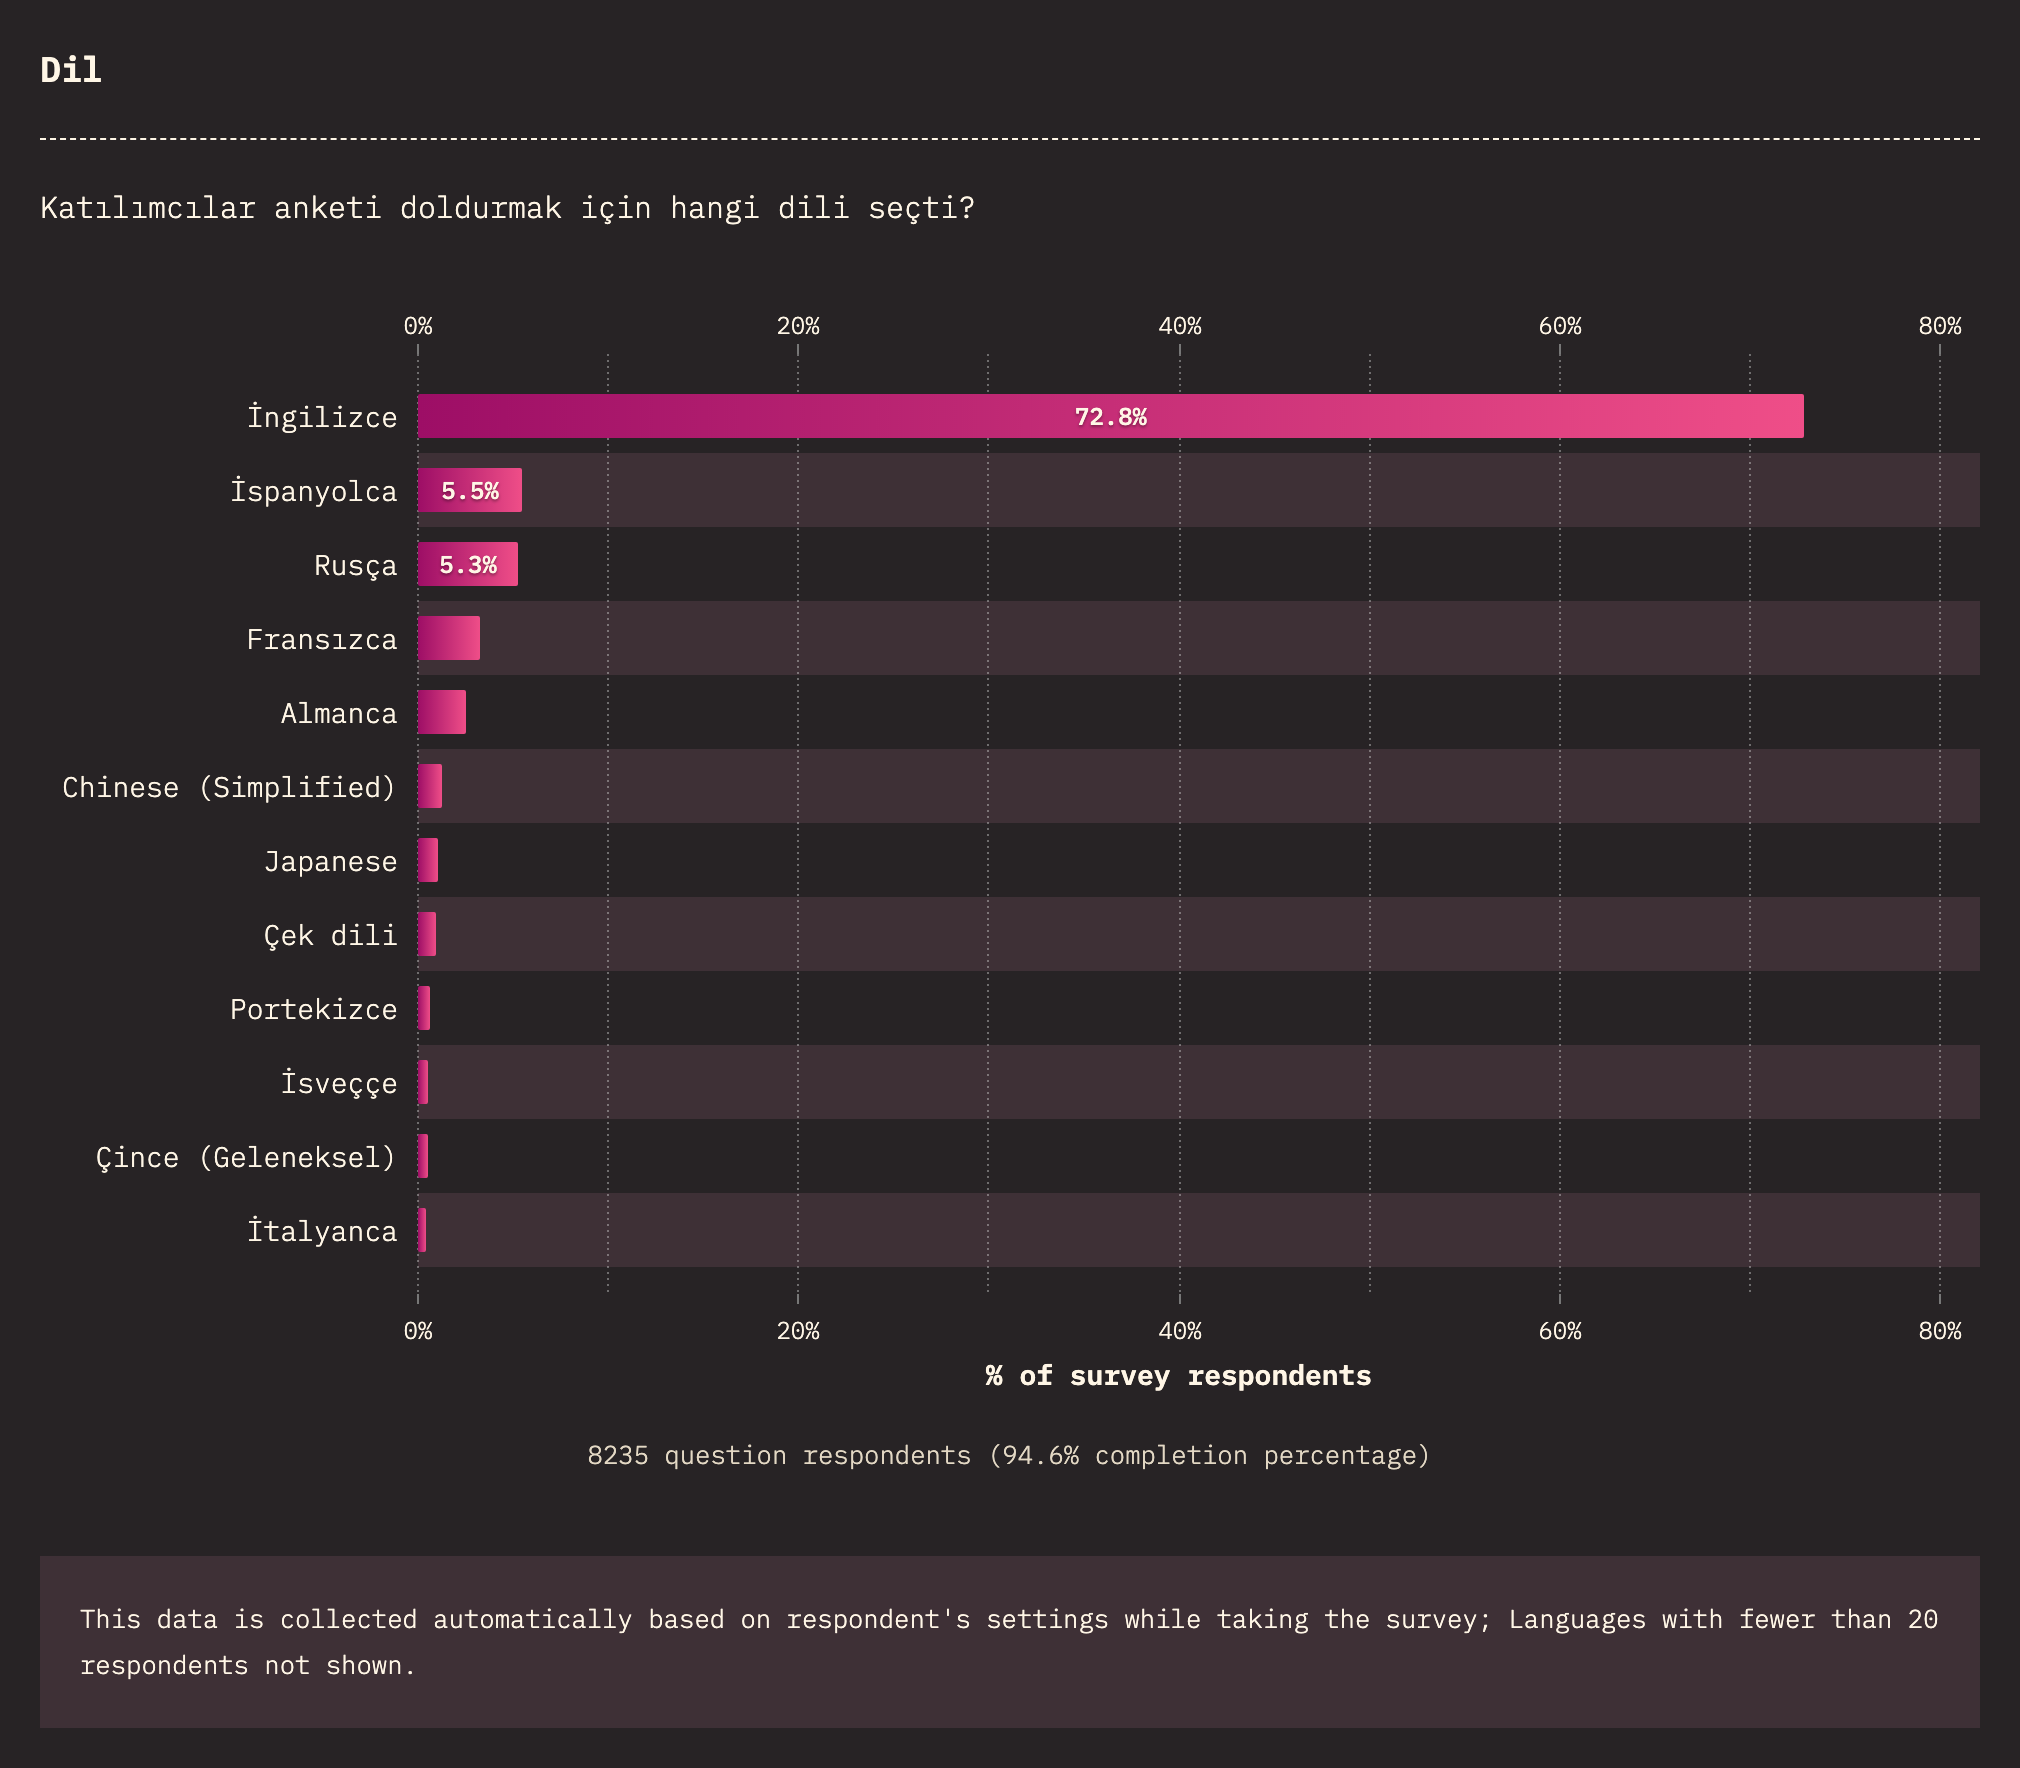 Dil
Katılımcılar anketi doldurmak için hangi dili seçti?
0% 20% 40% 60% 80%
İngilizce 72.8%
İspanyolca 5.5%
Rusça 5.3%
Fransızca
Almanca
Chinese (Simplified)
Japanese
Çek dili
Portekizce
İsveççe
Çince (Geleneksel)
İtalyanca
0% 20% 40% 60% 80%
% of survey respondents
8235 question respondents (94.6% completion percentage)
This data is collected automatically based on respondent's settings while taking the survey; Languages with fewer than 20
respondents not shown.